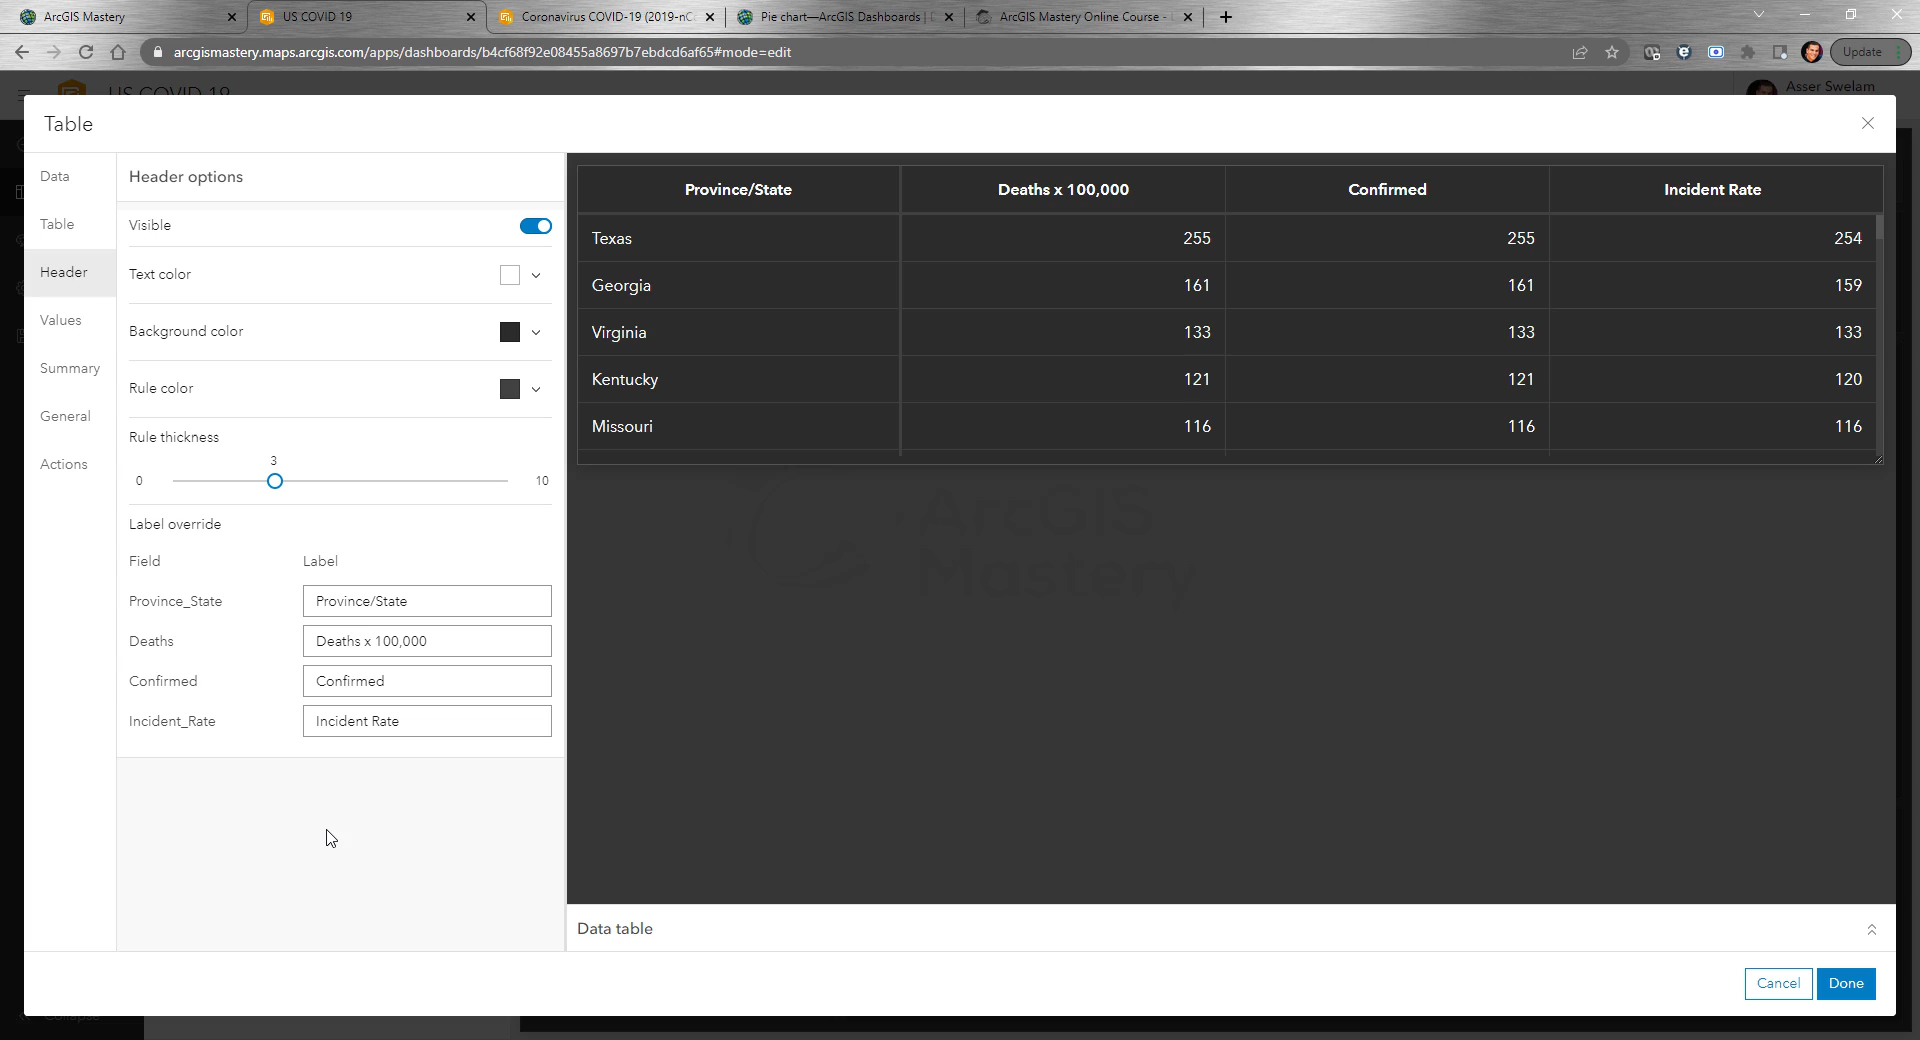 ArcGIS Mastery
US COVID 19
Coronavirus COVID-19 (2019-nC
Pie chart—ArcGIS Dashboards |
ArcGIS Mastery Online Course -
arcgismastery.maps.arcgis.com/apps/dashboards/b4cf68f92e08455a8697b7ebdcd6af65#mode=edit
Update
US COVID 19
Asser Swelam
Table
Data
Table
Header
Values
Summary
General
Actions
Header options
Visible
Text color
Background color
Rule color
Rule thickness
3
0 10
Label override
Field Label
Province_State Province/State
Deaths Deaths x 100,000
Confirmed Confirmed
Incident_Rate Incident Rate
Province/State Deaths x 100,000 Confirmed Incident Rate
Texas 255 255 254
Georgia 161 161 159
Virginia 133 133 133
Kentucky 121 121 120
Missouri 116 116 116
ArcGIS
Mastery
Data table
Cancel Done
Collapse